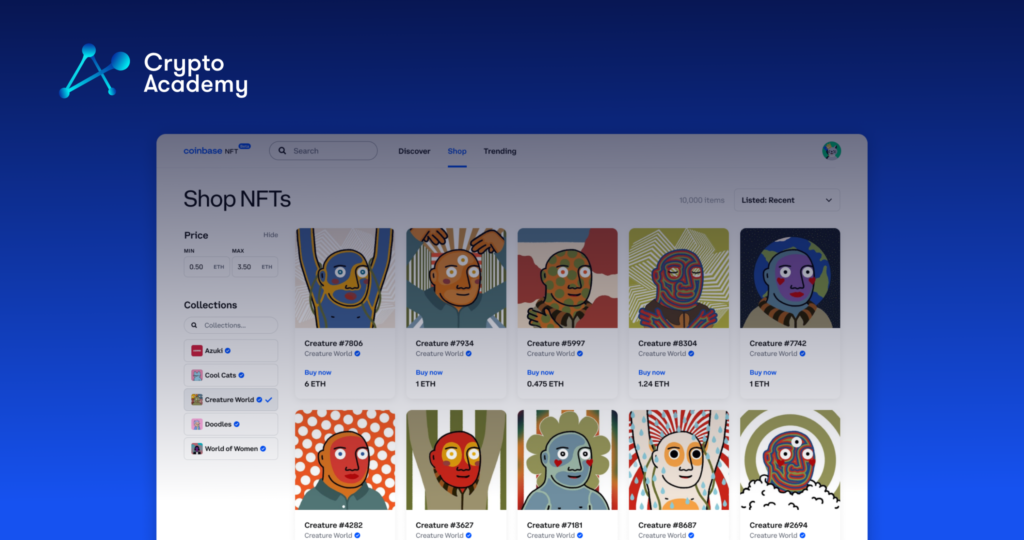 Crypto
Academy
coinbase NFT Beta
Search
Discover
Shop
Trending
Shop NFTs
10,000 Items
Listed: Recent
Price
Hide
MIN
MAX
0.50 ETH
3.50 ETH
Collections
Collections...
Azuki
Cool Cats
Creature World
Doodles
World of Women
Creature #7806
Creature World
Buy now
6 ETH
Creature #7934
Creature World
Buy now
1 ETH
Creature #5997
Creature World
Buy now
0.475 ETH
Creature #8304
Creature World
Buy now
1.24 ETH
Creature #7742
Creature World
Buy now
1 ETH
Creature #4282
Creature World
Creature #3627
Creature World
Creature #7181
Creature World
Creature #8687
Creature World
Creature #2694
Creature World